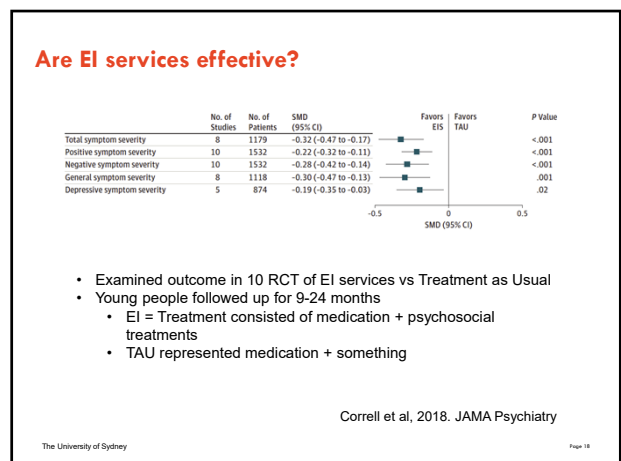 Are EI services effective?
No. of Studies No. of Patients SMD (95% CI) Favors EIS Favors TAU P Value
Total symptom severity 8 1179 -0.32 (-0.47 to -0.17) <.001
Positive symptom severity 10 1532 -0.22 (-0.32 to -0.11) <.001
Negative symptom severity 10 1532 -0.28 (-0.42 to -0.14) <.001
General symptom severity 8 1118 -0.30 (-0.47 to -0.13) .001
Depressive symptom severity 5 874 -0.19 (-0.35 to -0.03) .02
-0.5 0 0.5
SMD (95% CI)
• Examined outcome in 10 RCT of EI services vs Treatment as Usual
• Young people followed up for 9-24 months
• EI = Treatment consisted of medication + psychosocial
treatments
• TAU represented medication + something
Correll et al, 2018. JAMA Psychiatry
The University of Sydney
Page 18